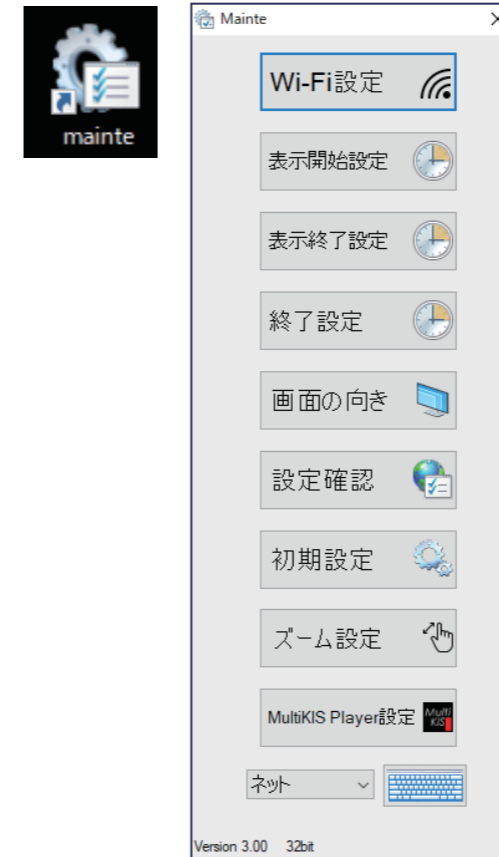 mainte
Mainte
Wi-Fi設定
表示開始設定
表示終了設定
終了設定
画面の向き
設定確認
初期設定
ズーム設定
MultiKIS Player設定 Multi KIS
ネット
Version 3.00 32bit